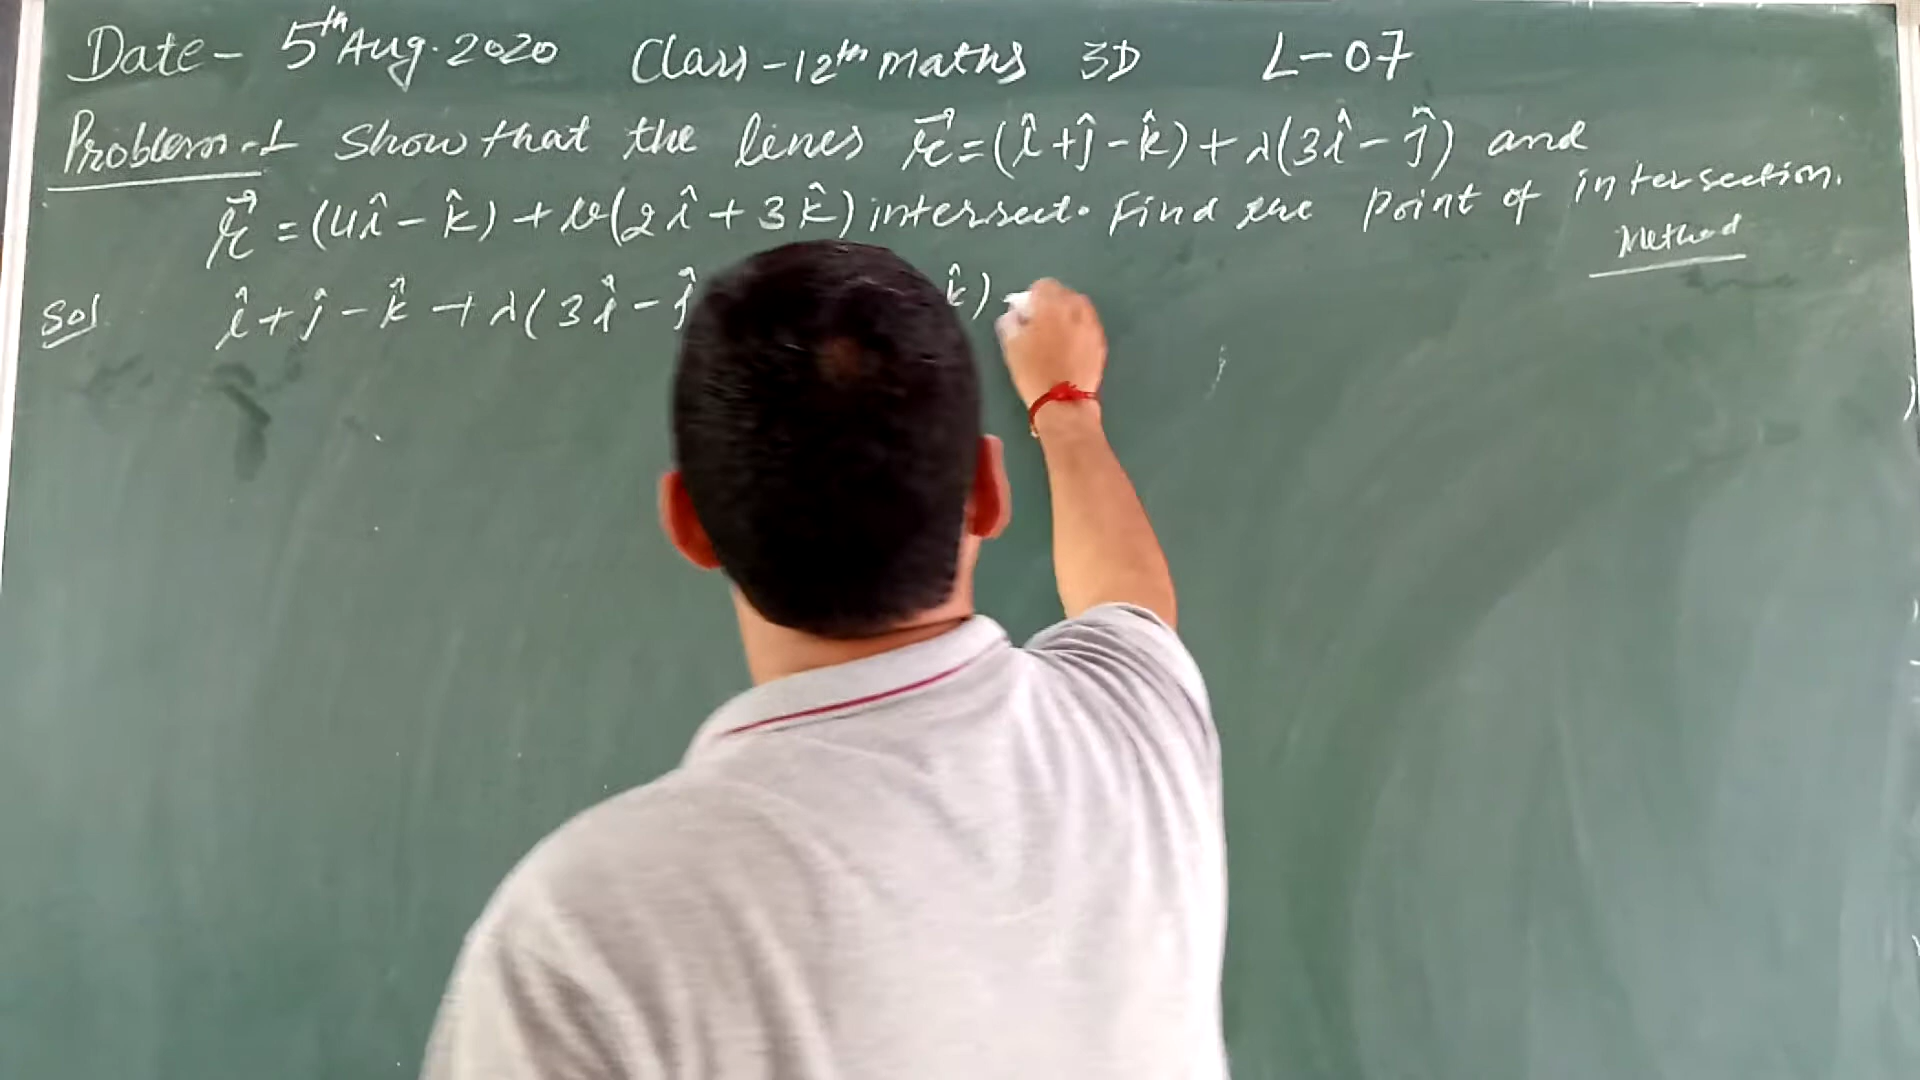 Date - 5th Aug. 2020 Class - 12th maths 3D L-07
Problem-1 Show that the lines r⃗ = (î + ĵ - k̂) + λ(3î - ĵ) and
r⃗ = (4î - k̂) + μ(2î + 3k̂) intersect. Find the point of intersection.
Method
Sol î + ĵ - k̂ + λ(3î - ĵ k̂)